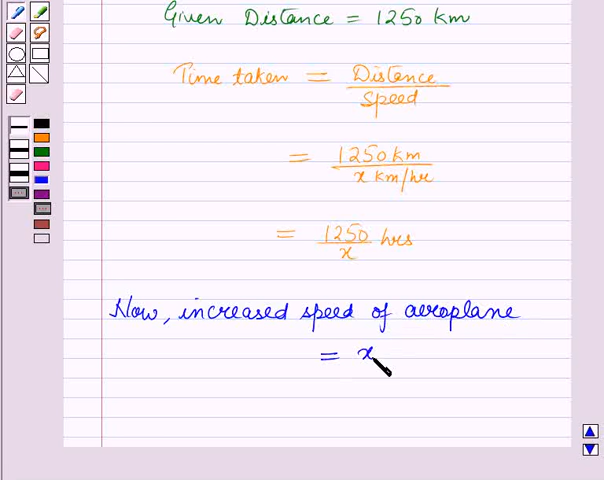 Given Distance = 1250 km
Time taken = Distance / Speed
= 1250 km / x km/hr
= 1250 / x hrs
Now, increased speed of aeroplane
= x